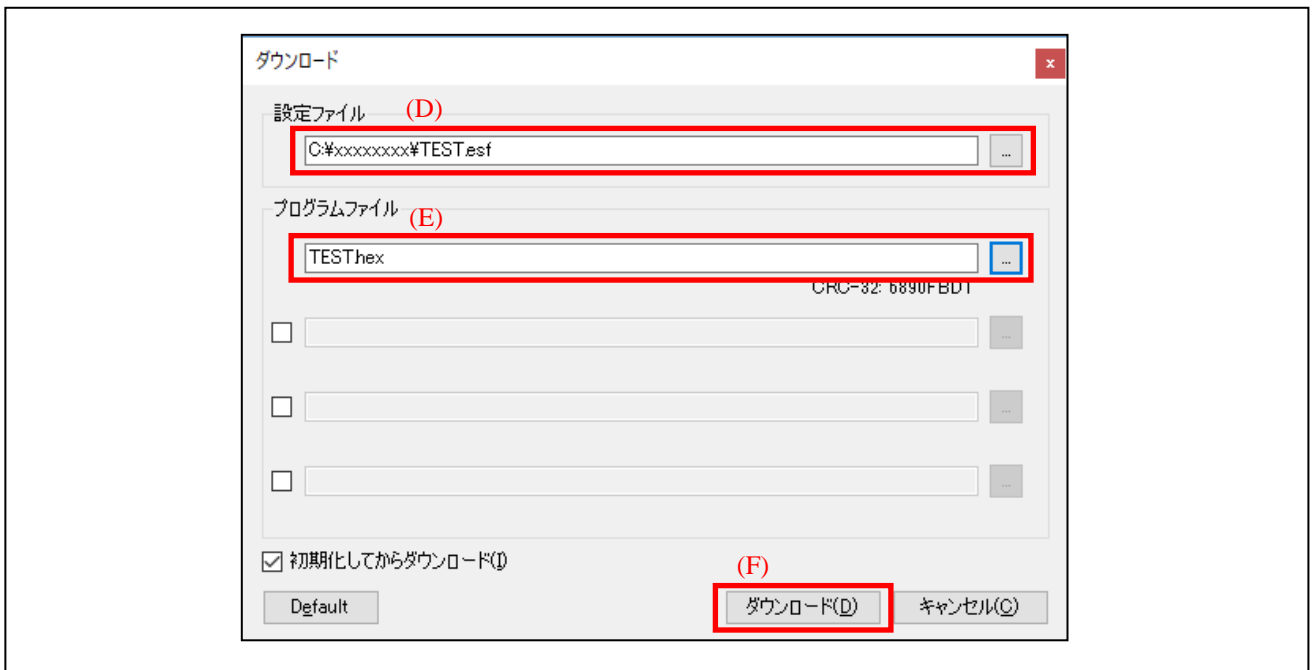 ダウンロード
x
設定ファイル (D)
C:¥xxxxxxxx¥TEST.esf ...
プログラムファイル (E)
TEST.hex ...
CRC-32: 6890FBD1
...
...
...
初期化してからダウンロード(I)
(F)
Default ダウンロード(D) キャンセル(C)